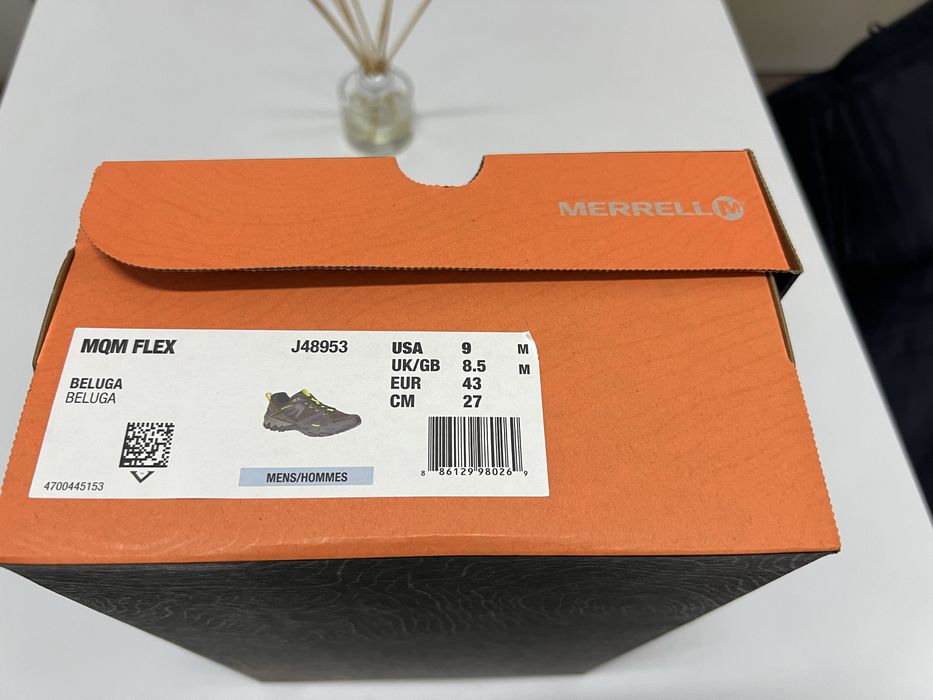 MERRELL M
MQM FLEX J48953
USA 9 M
UK/GB 8.5 M
EUR 43
CM 27
BELUGA
BELUGA
MENS/HOMMES
8 86129 98026 9
4700445153